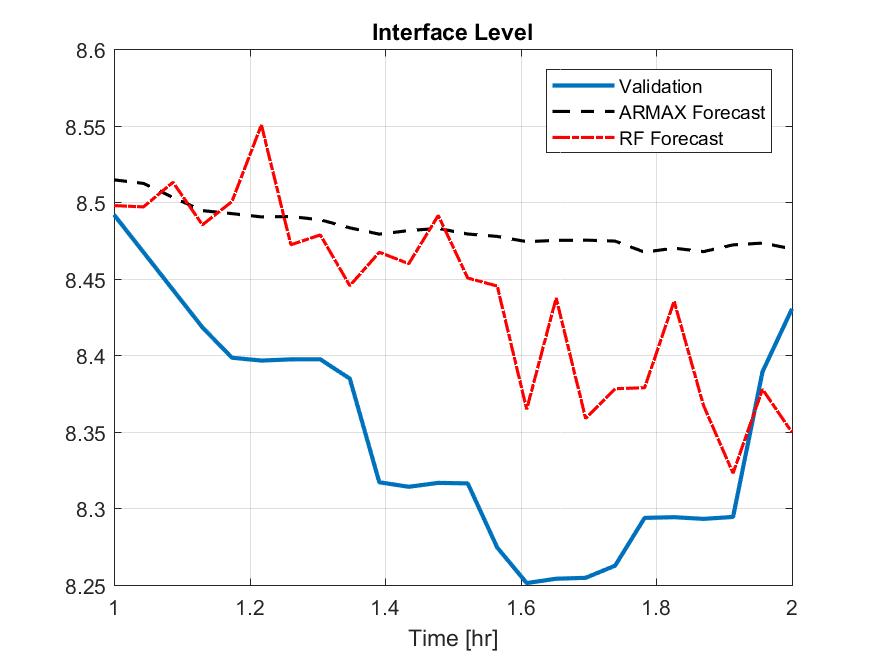 Interface Level
8.6
8.55
8.5
8.45
8.4
8.35
8.3
8.25
Validation
ARMAX Forecast
RF Forecast
1 1.2 1.4 1.6 1.8 2
Time [hr]